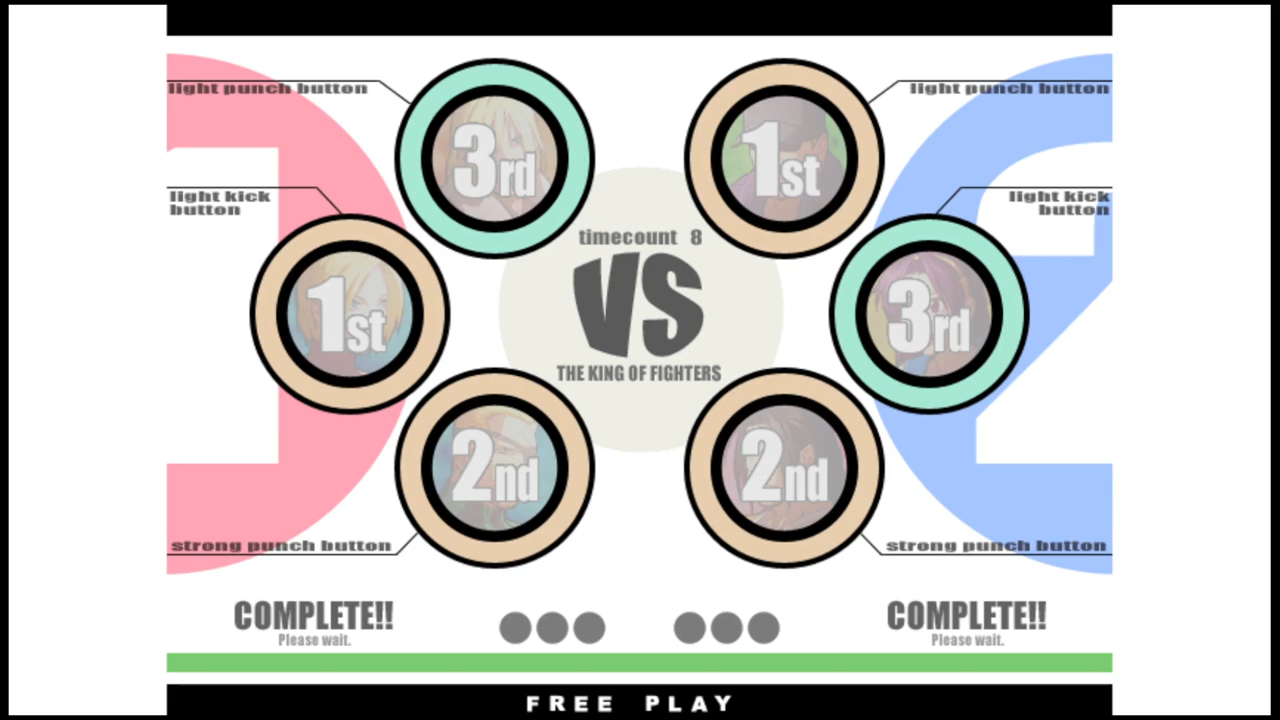 light punch button
light punch button
3rd
1st
light kick
button
light kick
button
timecount 8
1st
VS
3rd
THE KING OF FIGHTERS
2nd
2nd
strong punch button
strong punch button
COMPLETE!!
Please wait.
COMPLETE!!
Please wait.
FREE PLAY
1
2